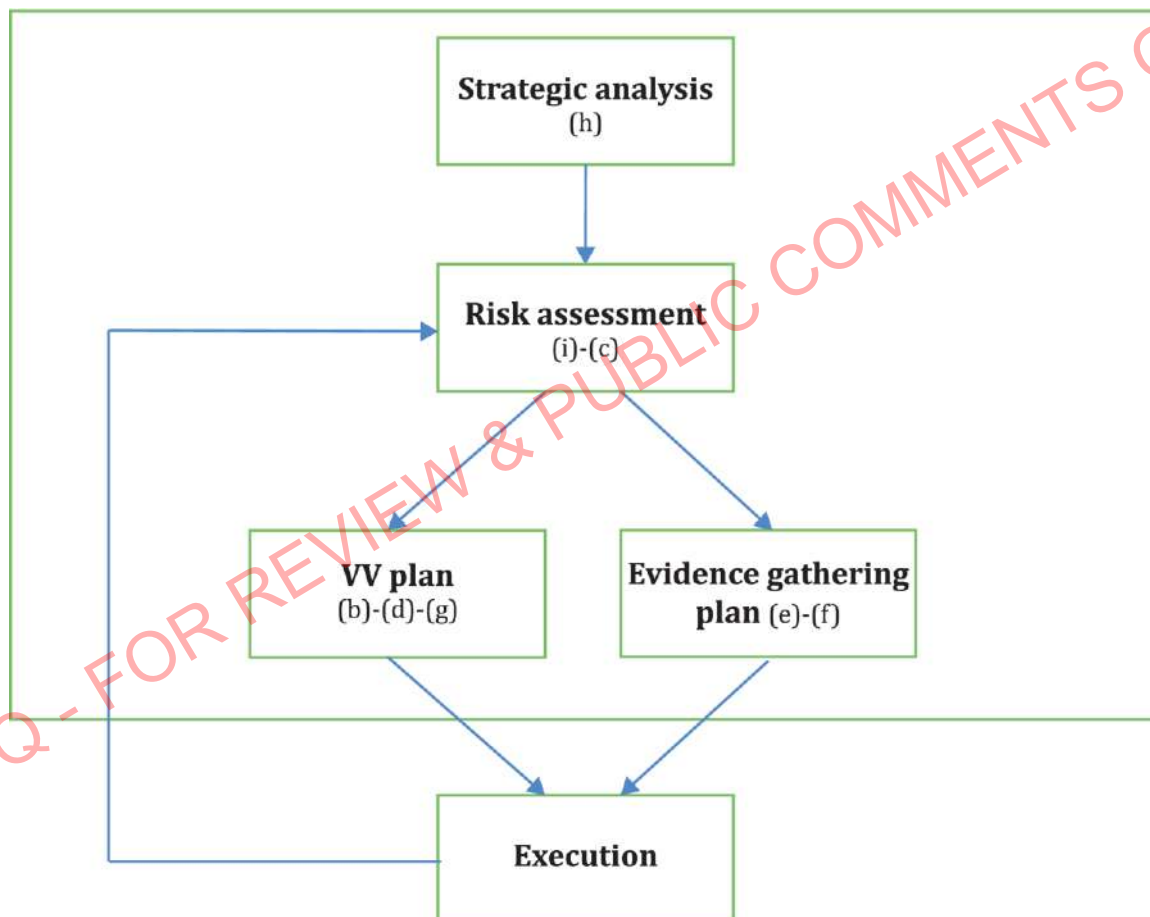 Strategic analysis
(h)
Risk assessment
(i)-(c)
VV plan
(b)-(d)-(g)
Evidence gathering
plan (e)-(f)
Execution
Q - FOR REVIEW & PUBLIC COMMENTS